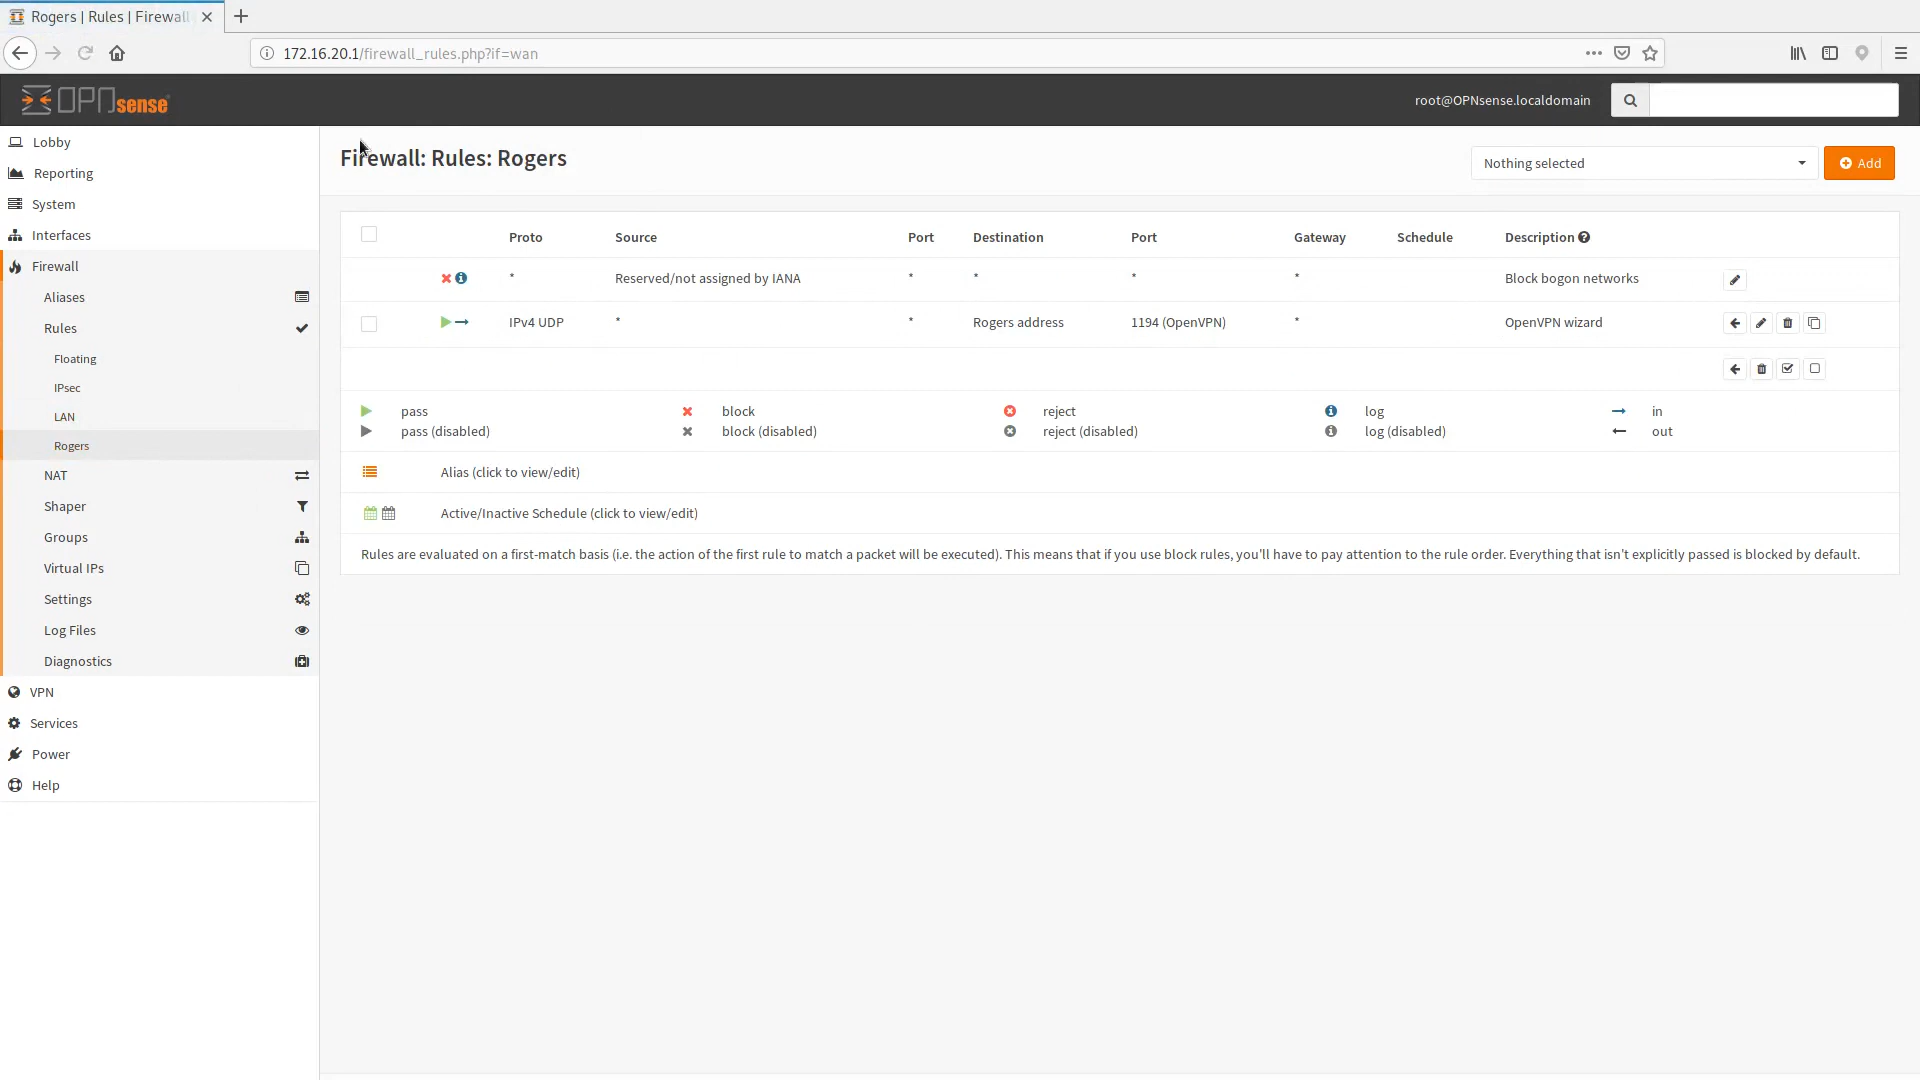 Rogers | Rules | Firewall
172.16.20.1/firewall_rules.php?if=wan
OPNsense
root@OPNsense.localdomain
Lobby
Reporting
System
Interfaces
Firewall
Aliases
Rules
Floating
IPsec
LAN
Rogers
NAT
Shaper
Groups
Virtual IPs
Settings
Log Files
Diagnostics
VPN
Services
Power
Help
Firewall: Rules: Rogers
Nothing selected
Add
Proto Source Port Destination Port Gateway Schedule Description
* Reserved/not assigned by IANA * * * * Block bogon networks
IPv4 UDP * * Rogers address 1194 (OpenVPN) * OpenVPN wizard
pass block reject log in
pass (disabled) block (disabled) reject (disabled) log (disabled) out
Alias (click to view/edit)
Active/Inactive Schedule (click to view/edit)
Rules are evaluated on a first-match basis (i.e. the action of the first rule to match a packet will be executed). This means that if you use block rules, you'll have to pay attention to the rule order. Everything that isn't explicitly passed is blocked by default.